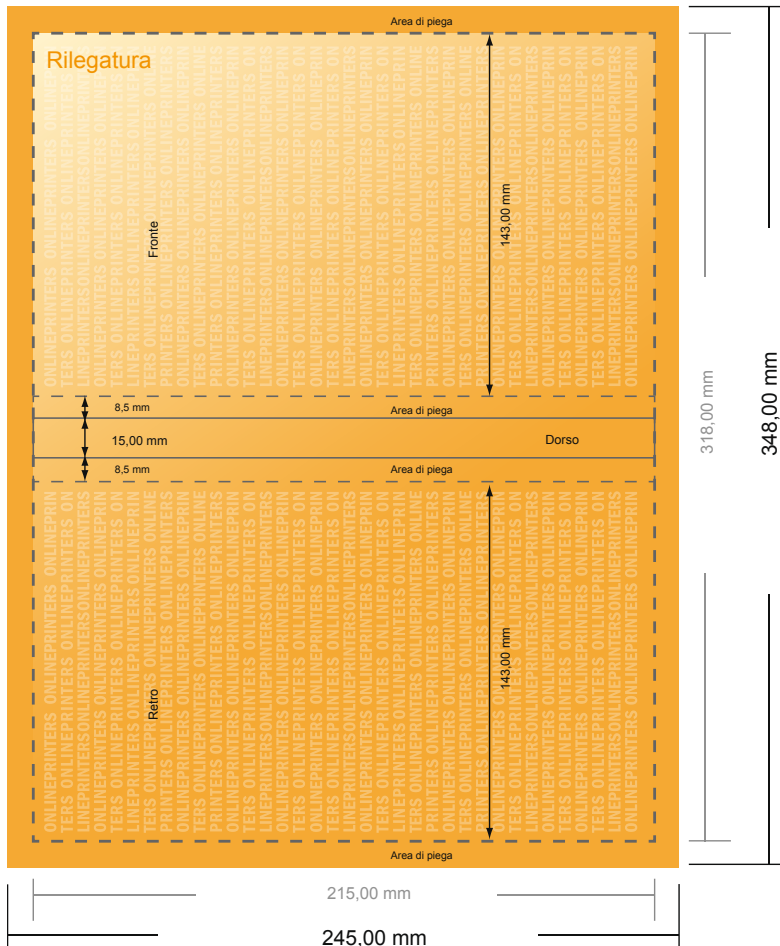 Area di piega
Rilegatura
143,00 mm
Fronte
318,00 mm
348,00 mm
8,5 mm
Area di piega
15,00 mm
Dorso
8,5 mm
Area di piega
143,00 mm
Retro
Area di piega
215,00 mm
245,00 mm